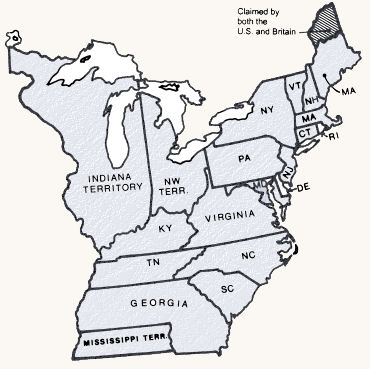 Claimed by
both the
U.S. and Britain
VT
NH
MA
NY
MA
CT
RI
PA
NJ
MD
DE
INDIANA
TERRITORY
NW
TERR.
VIRGINIA
KY
TN
NC
SC
GEORGIA
MISSISSIPPI TERR.